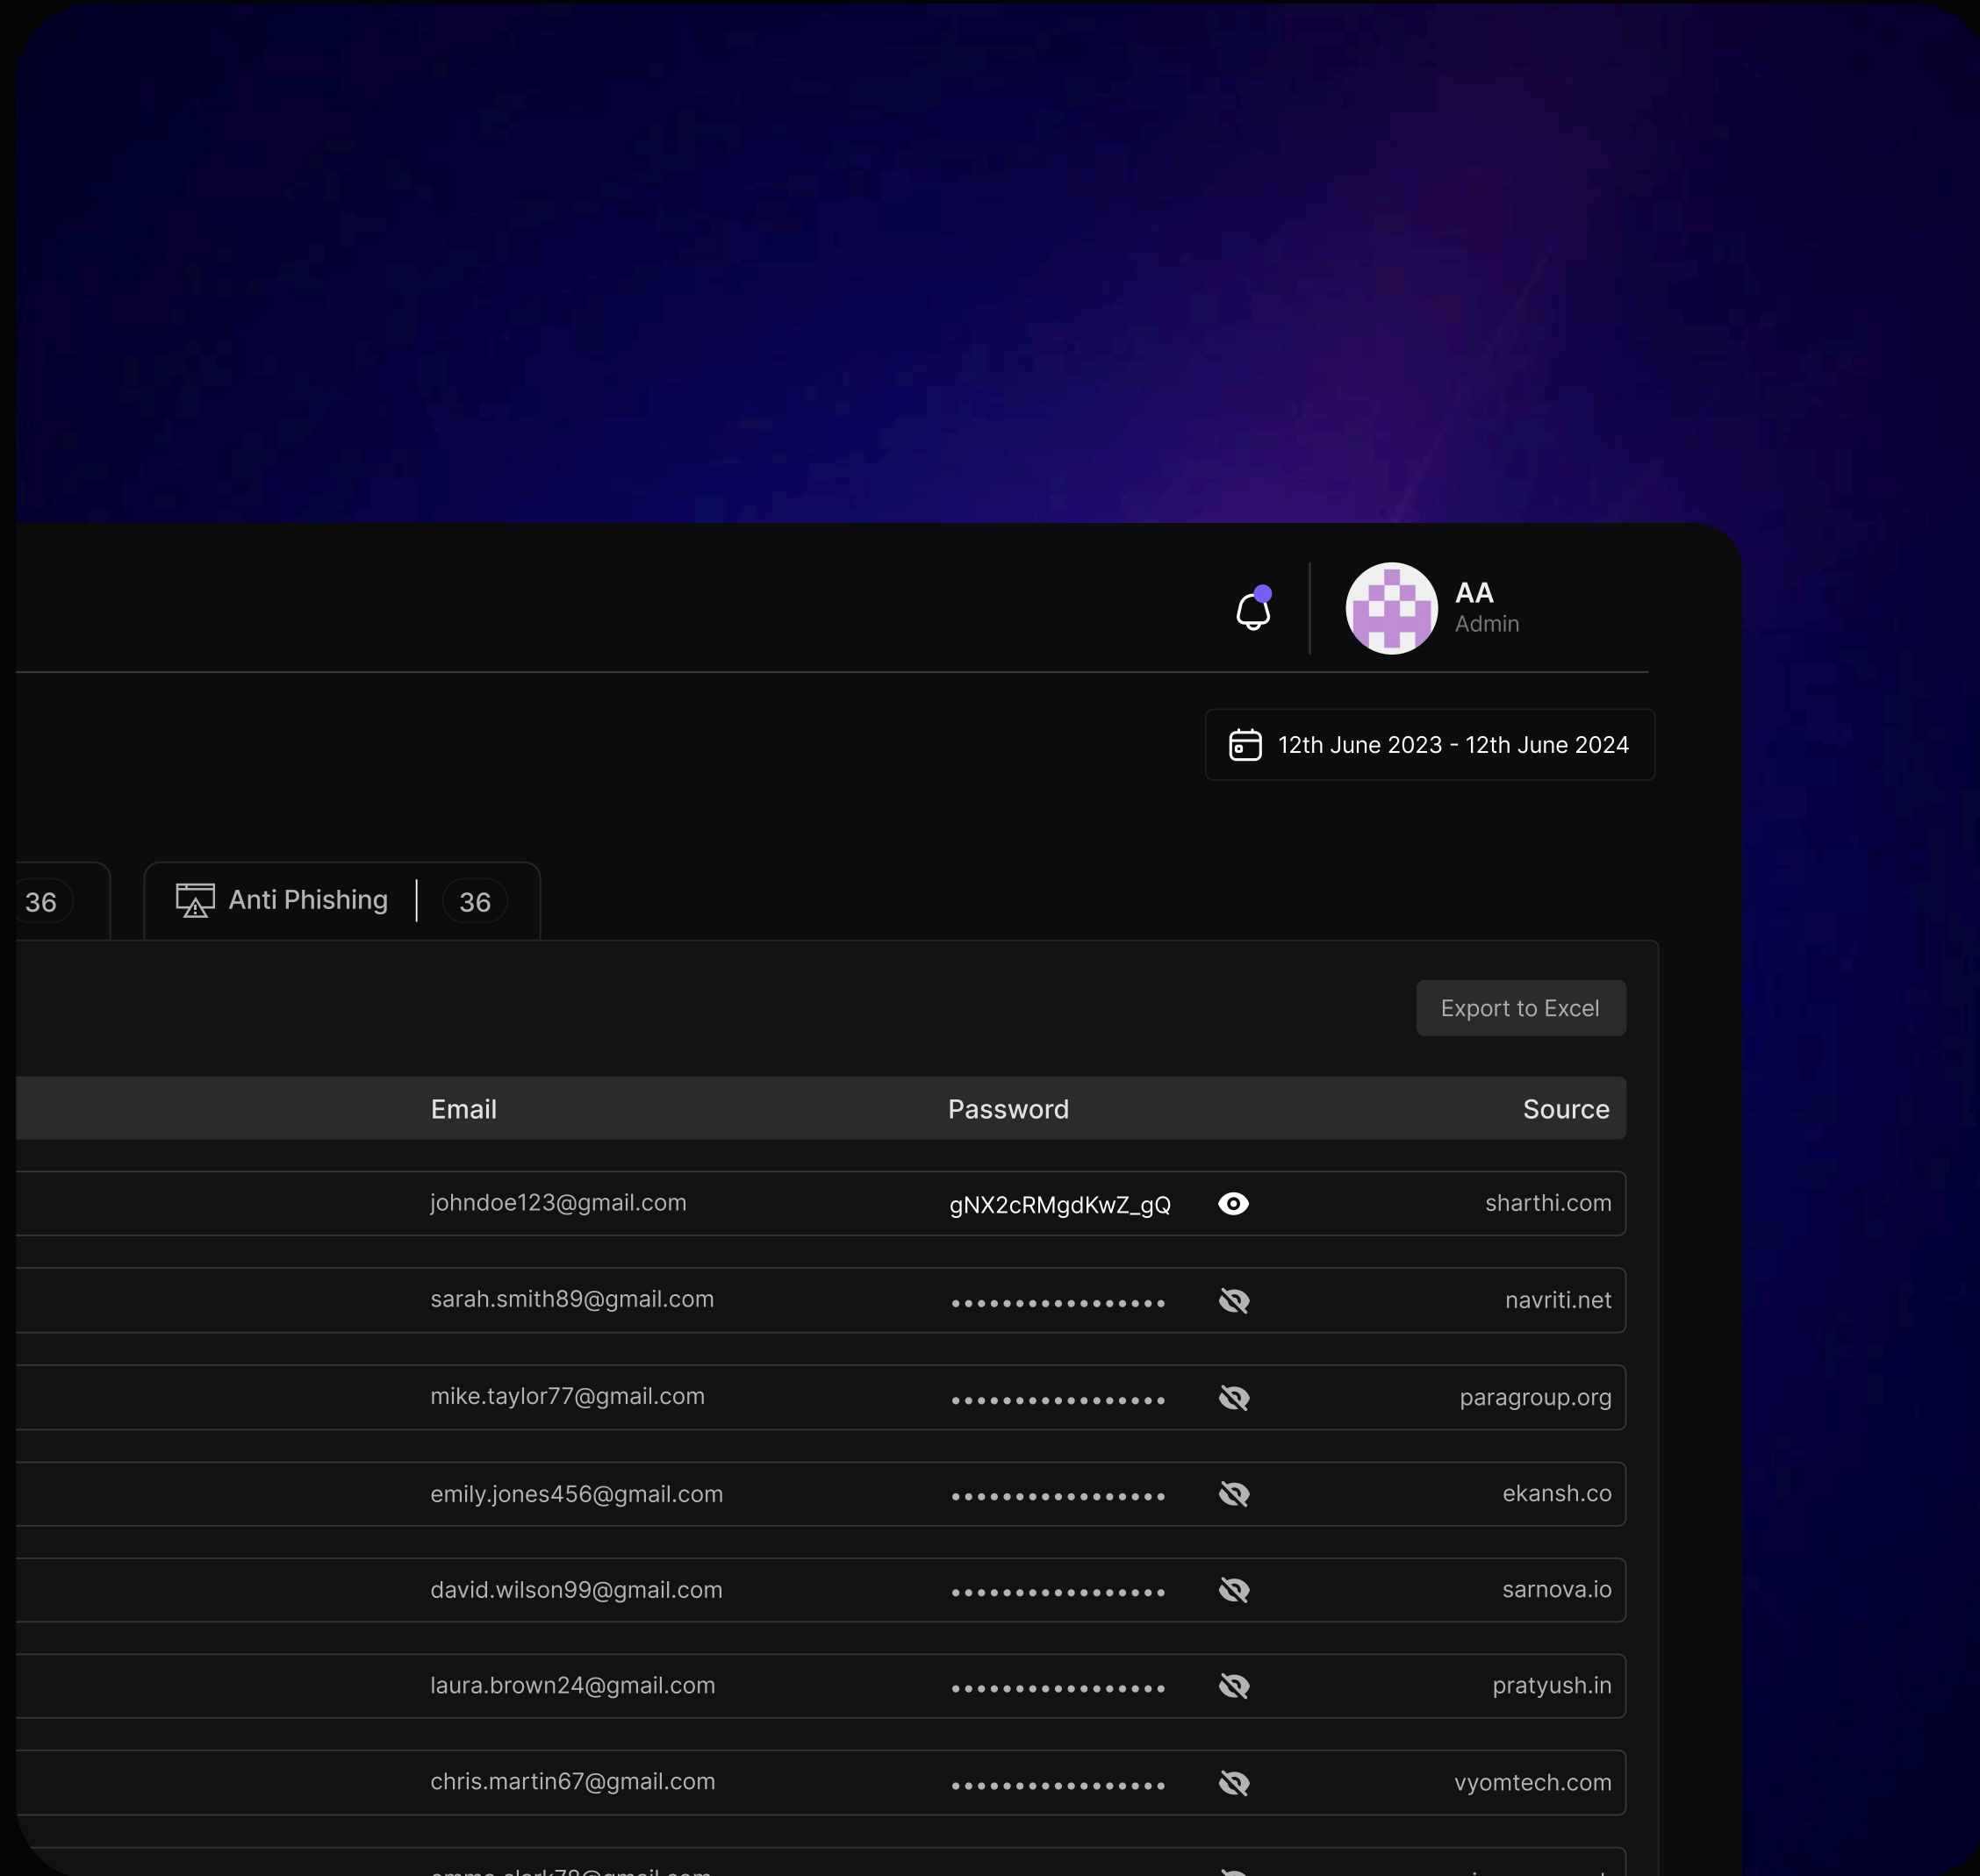 AA
Admin
12th June 2023 - 12th June 2024
36
Anti Phishing 36
Export to Excel
Email Password Source
johndoe123@gmail.com gNX2cRMgdKwZ_gQ sharthi.com
sarah.smith89@gmail.com ••••••••••••••••• navriti.net
mike.taylor77@gmail.com ••••••••••••••••• paragroup.org
emily.jones456@gmail.com ••••••••••••••••• ekansh.co
david.wilson99@gmail.com ••••••••••••••••• sarnova.io
laura.brown24@gmail.com ••••••••••••••••• pratyush.in
chris.martin67@gmail.com ••••••••••••••••• vyomtech.com